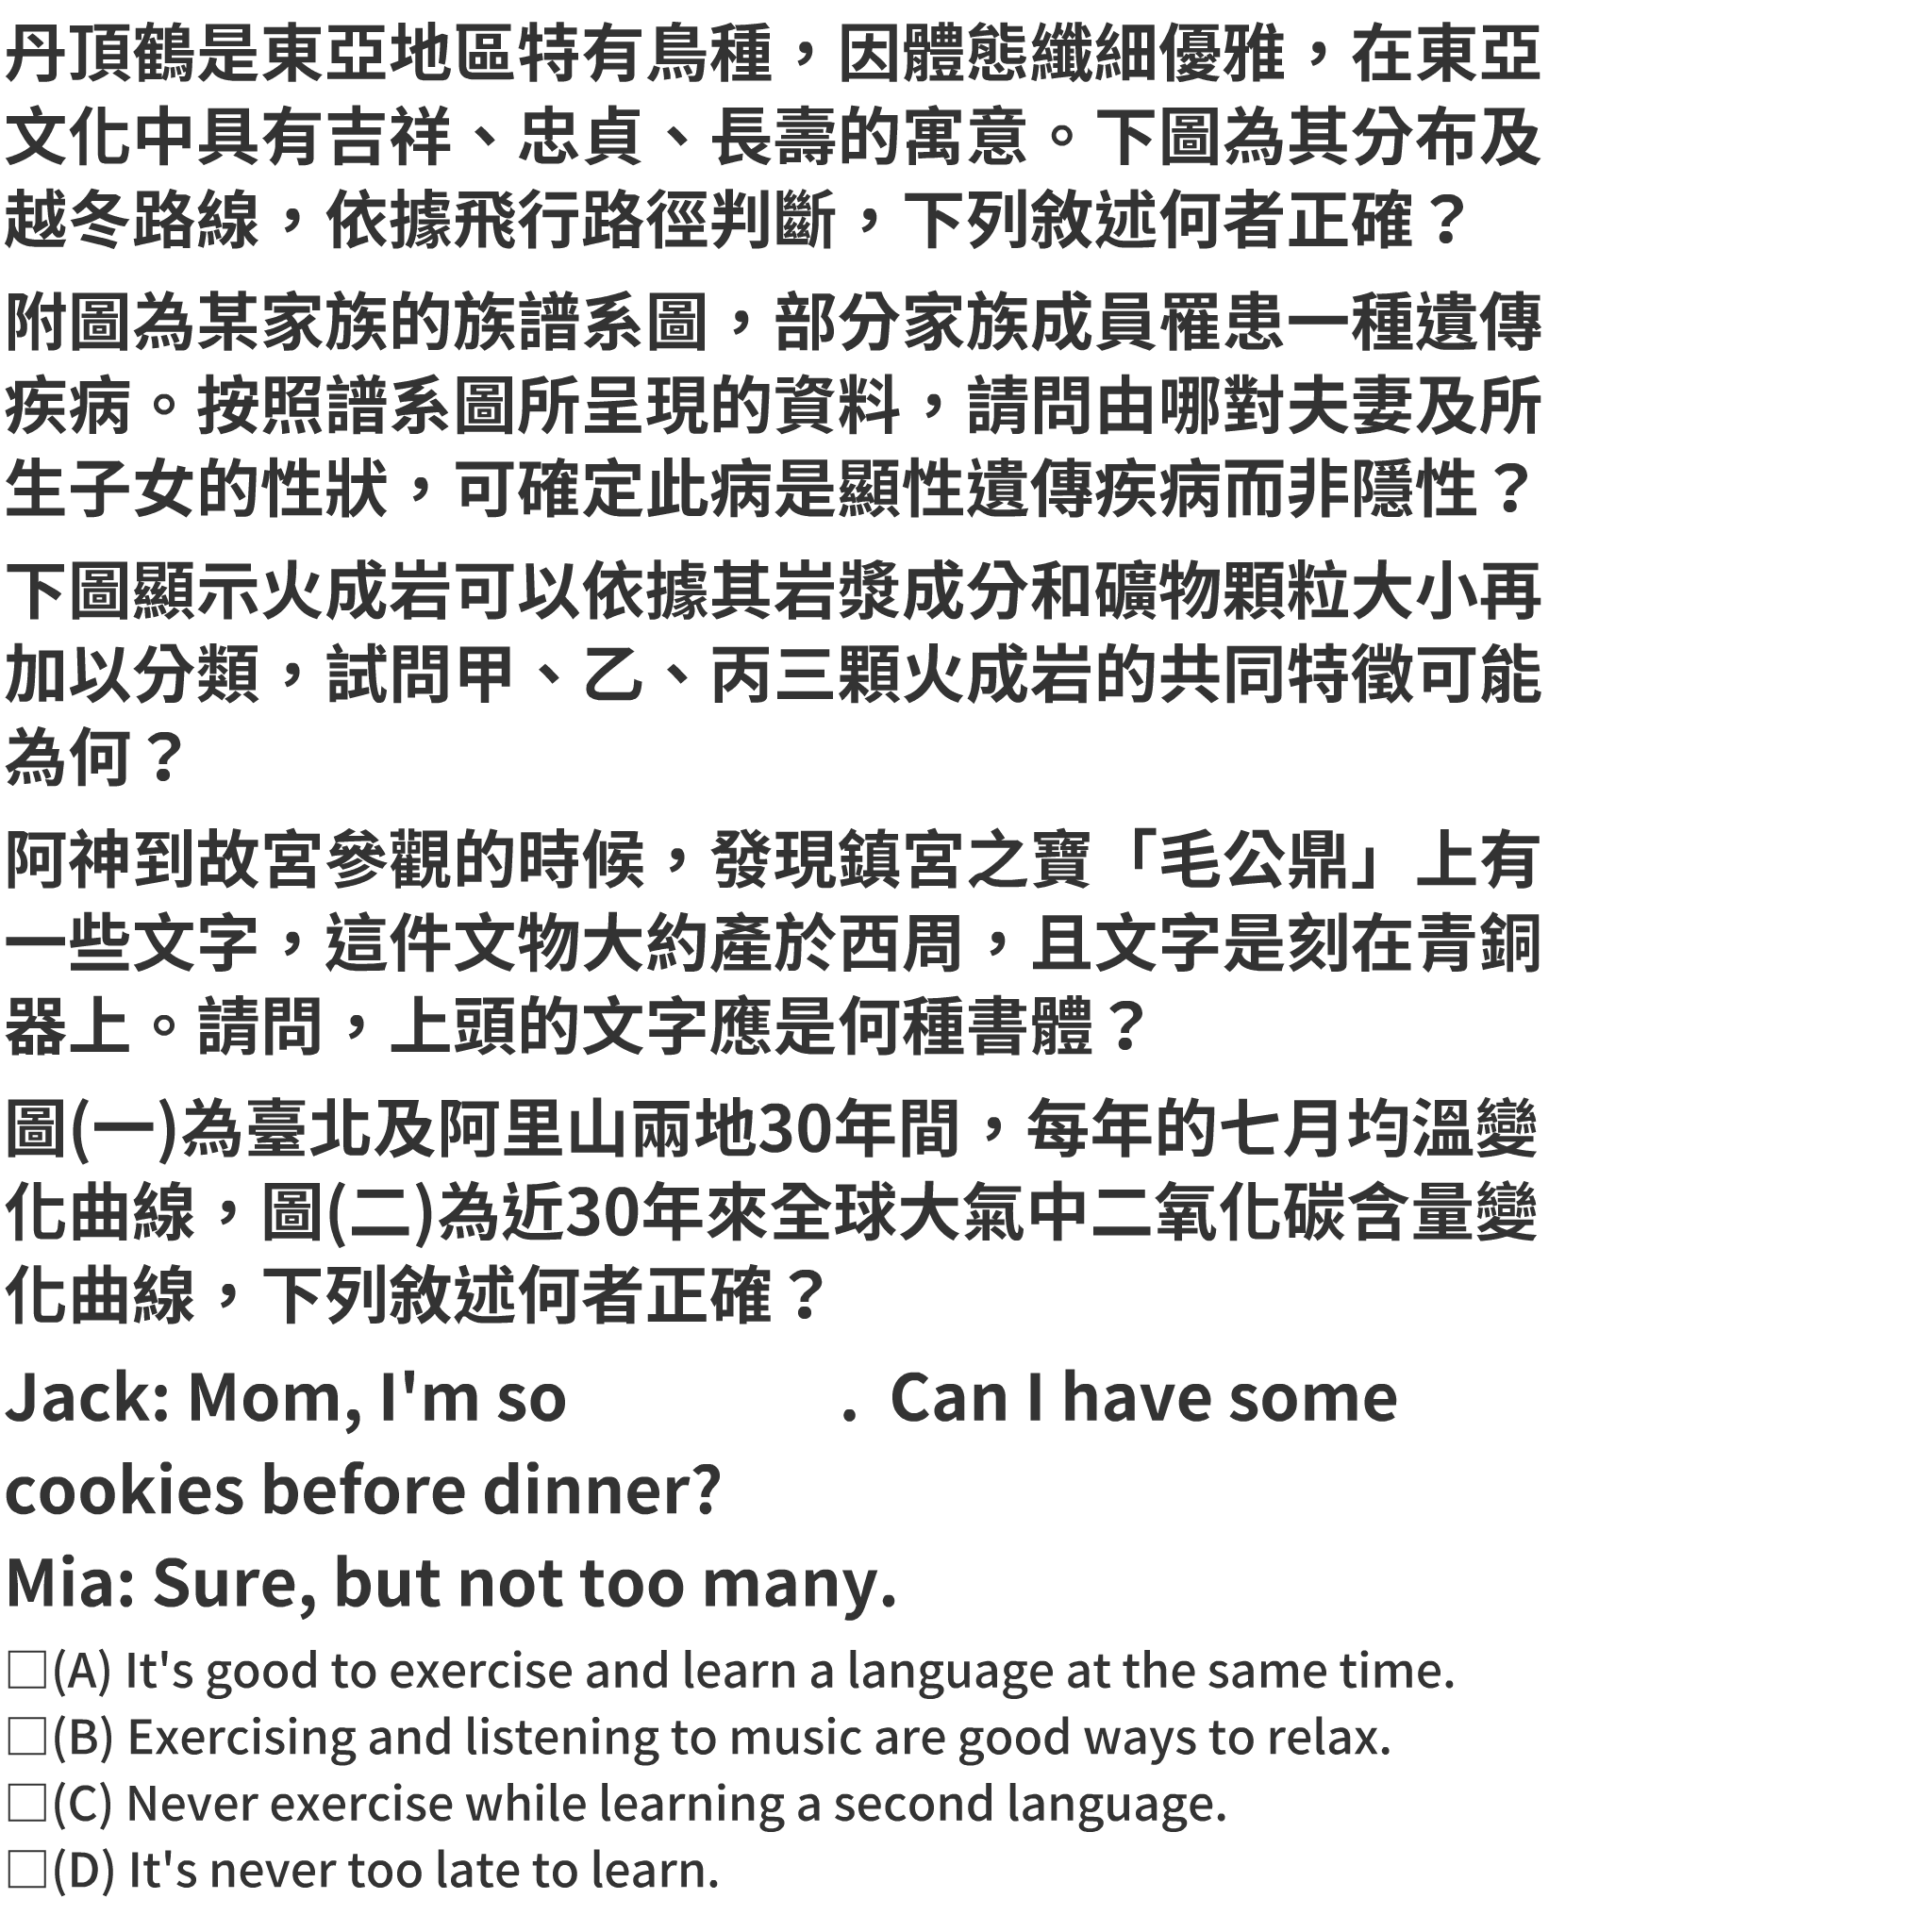 丹頂鶴是東亞地區特有鳥種，因體態纖細優雅，在東亞
文化中具有吉祥、忠貞、長壽的寓意。下圖為其分布及
越冬路線，依據飛行路徑判斷，下列敘述何者正確？
附圖為某家族的族譜系圖，部分家族成員罹患一種遺傳
疾病。按照譜系圖所呈現的資料，請問由哪對夫妻及所
生子女的性狀，可確定此病是顯性遺傳疾病而非隱性？
下圖顯示火成岩可以依據其岩漿成分和礦物顆粒大小再
加以分類，試問甲、乙、丙三顆火成岩的共同特徵可能
為何？
阿神到故宮參觀的時候，發現鎮宮之寶「毛公鼎」上有
一些文字，這件文物大約產於西周，且文字是刻在青銅
器上。請問，上頭的文字應是何種書體？
圖(一)為臺北及阿里山兩地30年間，每年的七月均溫變
化曲線，圖(二)為近30年來全球大氣中二氧化碳含量變
化曲線，下列敘述何者正確？
Jack: Mom, I'm so . Can I have some
cookies before dinner?
Mia: Sure, but not too many.
□(A) It's good to exercise and learn a language at the same time.
□(B) Exercising and listening to music are good ways to relax.
□(C) Never exercise while learning a second language.
□(D) It's never too late to learn.